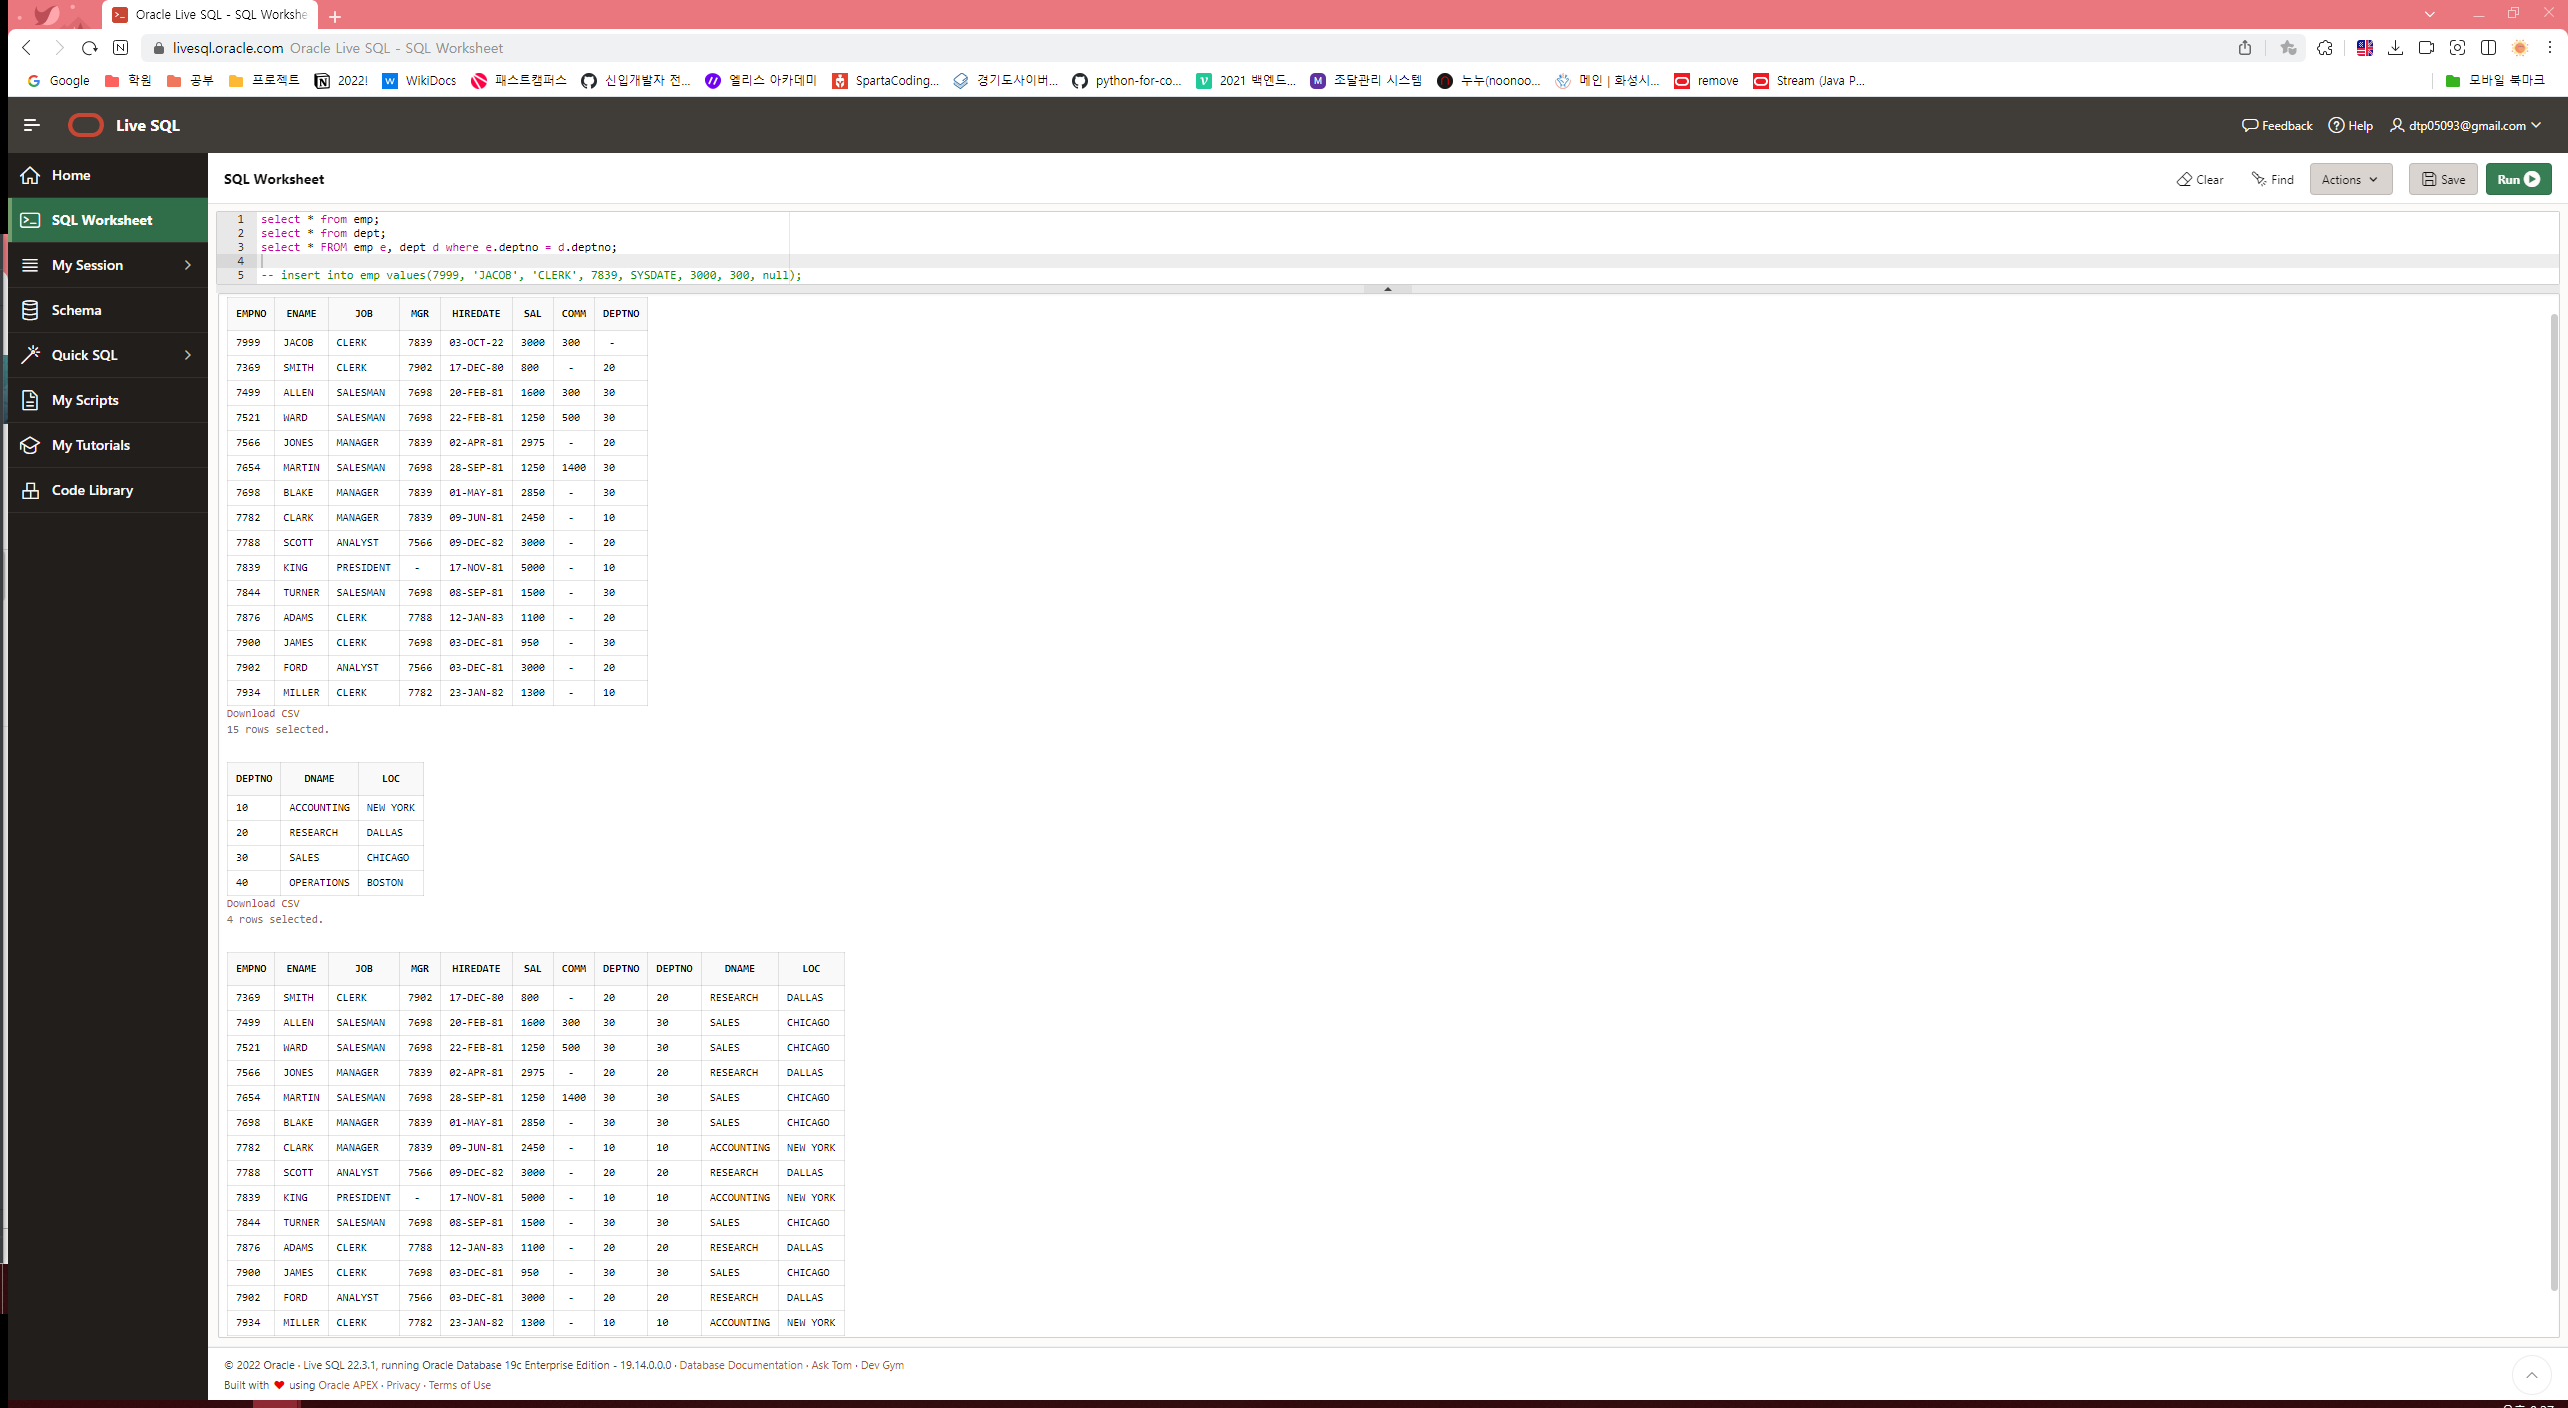 Oracle Live SQL - SQL Workshe
livesql.oracle.com Oracle Live SQL - SQL Worksheet
Google 학원 공부 프로젝트 2022! WikiDocs 패스트캠퍼스 신입개발자 전... 엘리스 아카데미 SpartaCoding... 경기도사이버... python-for-co... 2021 백엔드... 조달관리 시스템 누누(noonoo... 메인 | 화성시... remove Stream (Java P... 모바일 북마크
Live SQL Feedback Help dtp05093@gmail.com
Home
SQL Worksheet
My Session
Schema
Quick SQL
My Scripts
My Tutorials
Code Library
SQL Worksheet Clear Find Actions Save Run
1 select * from emp;
2 select * from dept;
3 select * FROM emp e, dept d where e.deptno = d.deptno;
4
5 -- insert into emp values(7999, 'JACOB', 'CLERK', 7839, SYSDATE, 3000, 300, null);
EMPNO ENAME JOB MGR HIREDATE SAL COMM DEPTNO
7999 JACOB CLERK 7839 03-OCT-22 3000 300 -
7369 SMITH CLERK 7902 17-DEC-80 800 - 20
7499 ALLEN SALESMAN 7698 20-FEB-81 1600 300 30
7521 WARD SALESMAN 7698 22-FEB-81 1250 500 30
7566 JONES MANAGER 7839 02-APR-81 2975 - 20
7654 MARTIN SALESMAN 7698 28-SEP-81 1250 1400 30
7698 BLAKE MANAGER 7839 01-MAY-81 2850 - 30
7782 CLARK MANAGER 7839 09-JUN-81 2450 - 10
7788 SCOTT ANALYST 7566 09-DEC-82 3000 - 20
7839 KING PRESIDENT - 17-NOV-81 5000 - 10
7844 TURNER SALESMAN 7698 08-SEP-81 1500 - 30
7876 ADAMS CLERK 7788 12-JAN-83 1100 - 20
7900 JAMES CLERK 7698 03-DEC-81 950 - 30
7902 FORD ANALYST 7566 03-DEC-81 3000 - 20
7934 MILLER CLERK 7782 23-JAN-82 1300 - 10
Download CSV
15 rows selected.
DEPTNO DNAME LOC
10 ACCOUNTING NEW YORK
20 RESEARCH DALLAS
30 SALES CHICAGO
40 OPERATIONS BOSTON
Download CSV
4 rows selected.
EMPNO ENAME JOB MGR HIREDATE SAL COMM DEPTNO DEPTNO DNAME LOC
7369 SMITH CLERK 7902 17-DEC-80 800 - 20 20 RESEARCH DALLAS
7499 ALLEN SALESMAN 7698 20-FEB-81 1600 300 30 30 SALES CHICAGO
7521 WARD SALESMAN 7698 22-FEB-81 1250 500 30 30 SALES CHICAGO
7566 JONES MANAGER 7839 02-APR-81 2975 - 20 20 RESEARCH DALLAS
7654 MARTIN SALESMAN 7698 28-SEP-81 1250 1400 30 30 SALES CHICAGO
7698 BLAKE MANAGER 7839 01-MAY-81 2850 - 30 30 SALES CHICAGO
7782 CLARK MANAGER 7839 09-JUN-81 2450 - 10 10 ACCOUNTING NEW YORK
7788 SCOTT ANALYST 7566 09-DEC-82 3000 - 20 20 RESEARCH DALLAS
7839 KING PRESIDENT - 17-NOV-81 5000 - 10 10 ACCOUNTING NEW YORK
7844 TURNER SALESMAN 7698 08-SEP-81 1500 - 30 30 SALES CHICAGO
7876 ADAMS CLERK 7788 12-JAN-83 1100 - 20 20 RESEARCH DALLAS
7900 JAMES CLERK 7698 03-DEC-81 950 - 30 30 SALES CHICAGO
7902 FORD ANALYST 7566 03-DEC-81 3000 - 20 20 RESEARCH DALLAS
7934 MILLER CLERK 7782 23-JAN-82 1300 - 10 10 ACCOUNTING NEW YORK
© 2022 Oracle · Live SQL 22.3.1, running Oracle Database 19c Enterprise Edition - 19.14.0.0.0 · Database Documentation · Ask Tom · Dev Gym
Built with ❤ using Oracle APEX · Privacy · Terms of Use